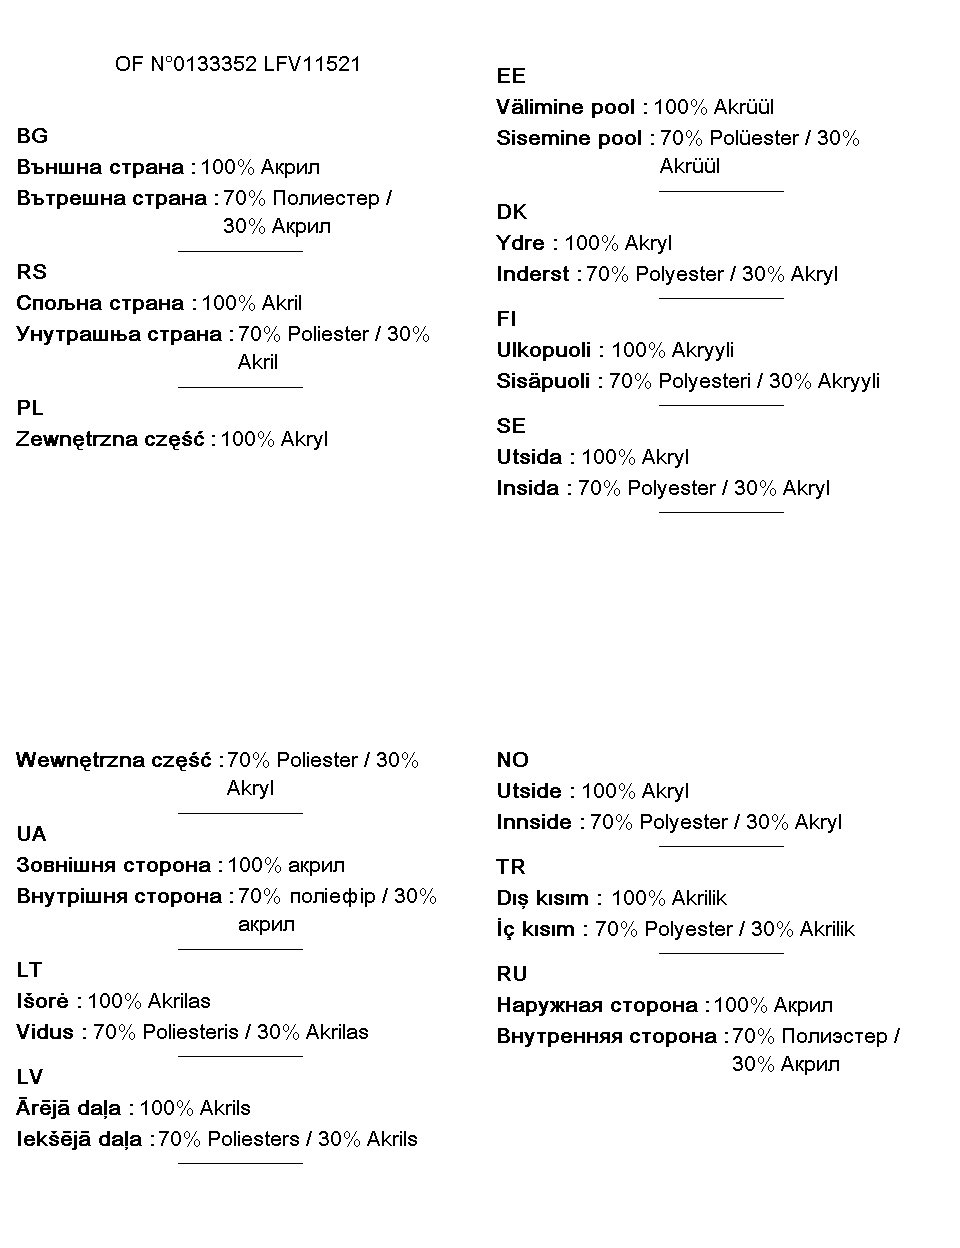 OF N°0133352 LFV11521
BG
Външна страна : 100% Акрил
Вътрешна страна : 70% Полиестер /
30% Акрил
RS
Спољна страна : 100% Akril
Унутрашња страна : 70% Poliester / 30%
Akril
PL
Zewnętrzna część : 100% Akryl
EE
Välimine pool : 100% Akrüül
Sisemine pool : 70% Polüester / 30%
Akrüül
DK
Ydre : 100% Akryl
Inderst : 70% Polyester / 30% Akryl
FI
Ulkopuoli : 100% Akryyli
Sisäpuoli : 70% Polyesteri / 30% Akryyli
SE
Utsida : 100% Akryl
Insida : 70% Polyester / 30% Akryl
Wewnętrzna część : 70% Poliester / 30%
Akryl
UA
Зовнішня сторона : 100% акрил
Внутрішня сторона : 70% поліефір / 30%
акрил
LT
Išorė : 100% Akrilas
Vidus : 70% Poliesteris / 30% Akrilas
LV
Ārējā daļa : 100% Akrils
Iekšējā daļa : 70% Poliesters / 30% Akrils
NO
Utside : 100% Akryl
Innside : 70% Polyester / 30% Akryl
TR
Dış kısım : 100% Akrilik
İç kısım : 70% Polyester / 30% Akrilik
RU
Наружная сторона : 100% Акрил
Внутренняя сторона : 70% Полиэстер /
30% Акрил